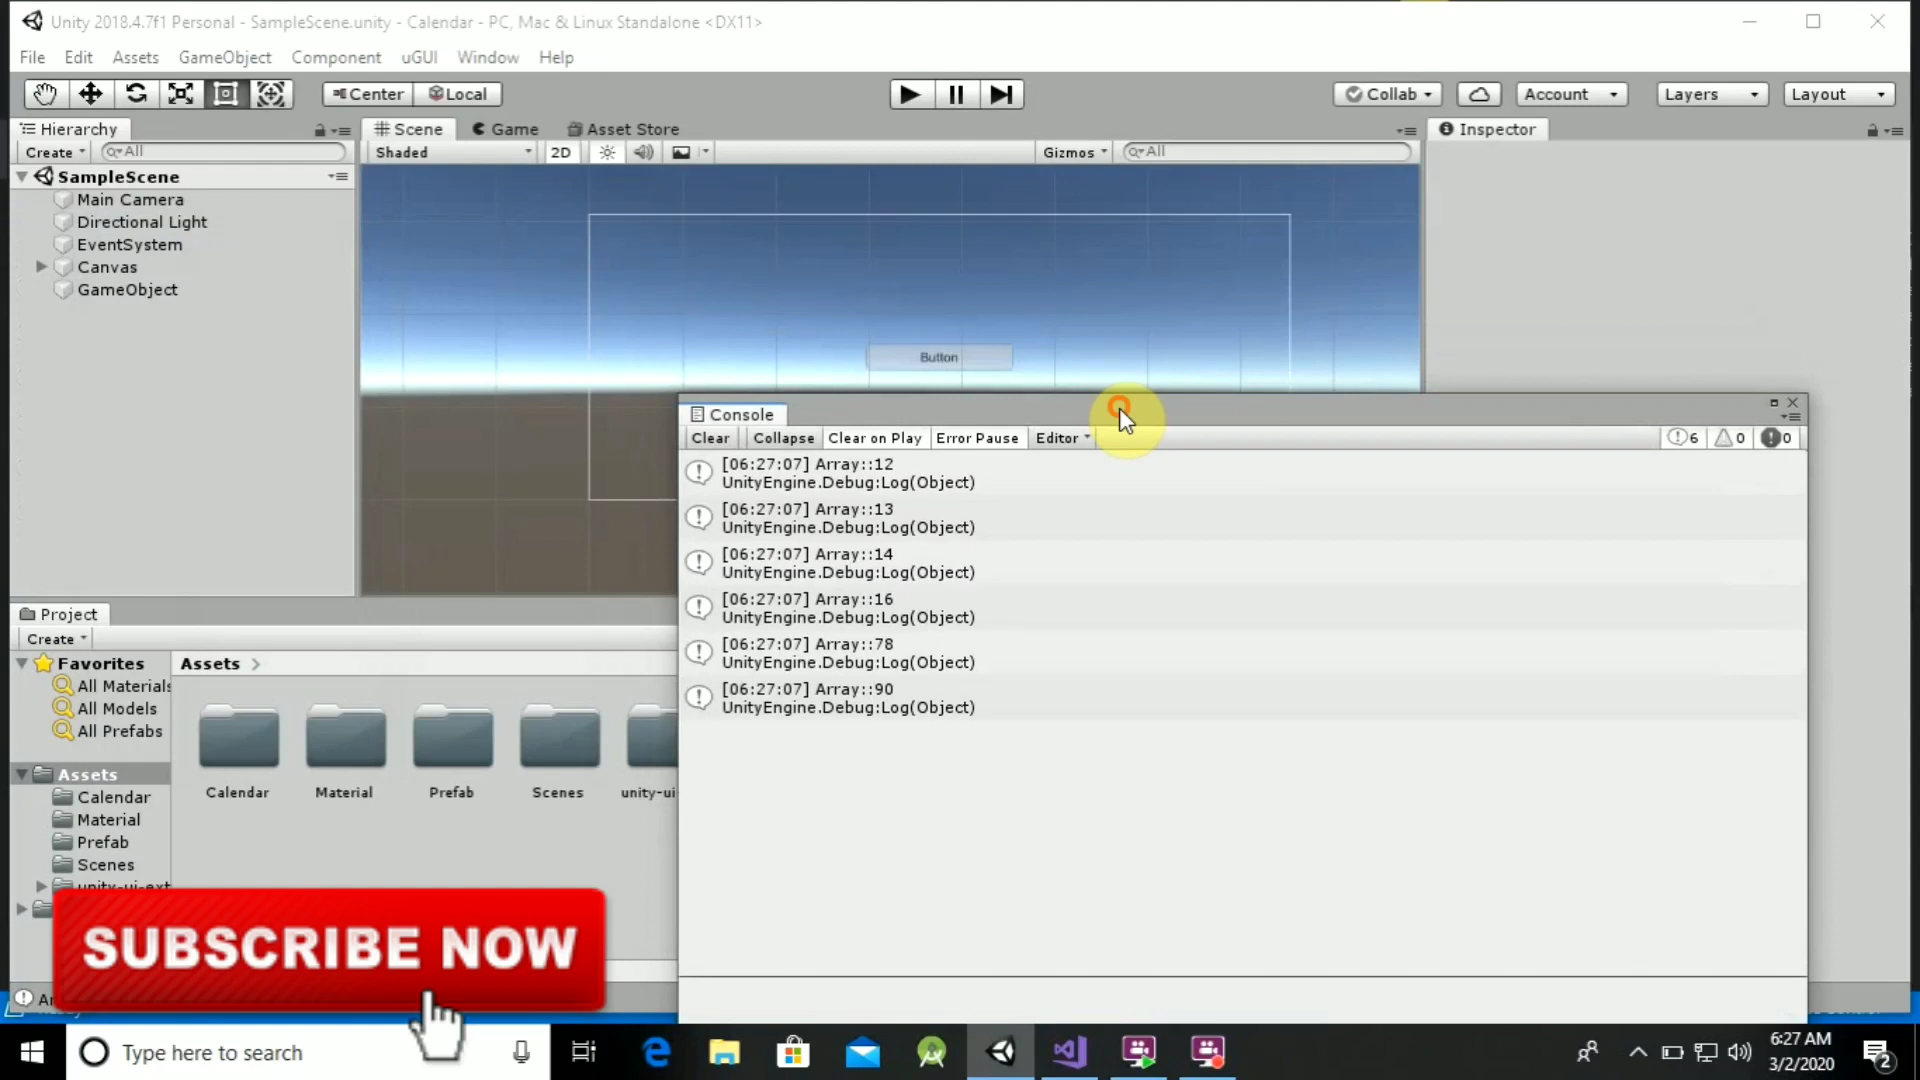 Unity 2018.4.7f1 Personal - SampleScene.unity - Calendar - PC, Mac & Linux Standalone <DX11>
File Edit Assets GameObject Component uGUI Window Help
Center Local Collab Account Layers Layout
Hierarchy Scene Game Asset Store Inspector
Create All Shaded 2D Gizmos All
SampleScene
Main Camera
Directional Light
EventSystem
Canvas
GameObject
Button
Console
Clear Collapse Clear on Play Error Pause Editor 6 0 0
[06:27:07] Array::12
UnityEngine.Debug:Log(Object)
[06:27:07] Array::13
UnityEngine.Debug:Log(Object)
[06:27:07] Array::14
UnityEngine.Debug:Log(Object)
[06:27:07] Array::16
UnityEngine.Debug:Log(Object)
[06:27:07] Array::78
UnityEngine.Debug:Log(Object)
[06:27:07] Array::90
UnityEngine.Debug:Log(Object)
Project
Create
Favorites
All Materials
All Models
All Prefabs
Assets
Calendar
Material
Prefab
Scenes
unity-ui-ext
Assets >
Calendar Material Prefab Scenes unity-ui
SUBSCRIBE NOW
Type here to search
6:27 AM
3/2/2020
2